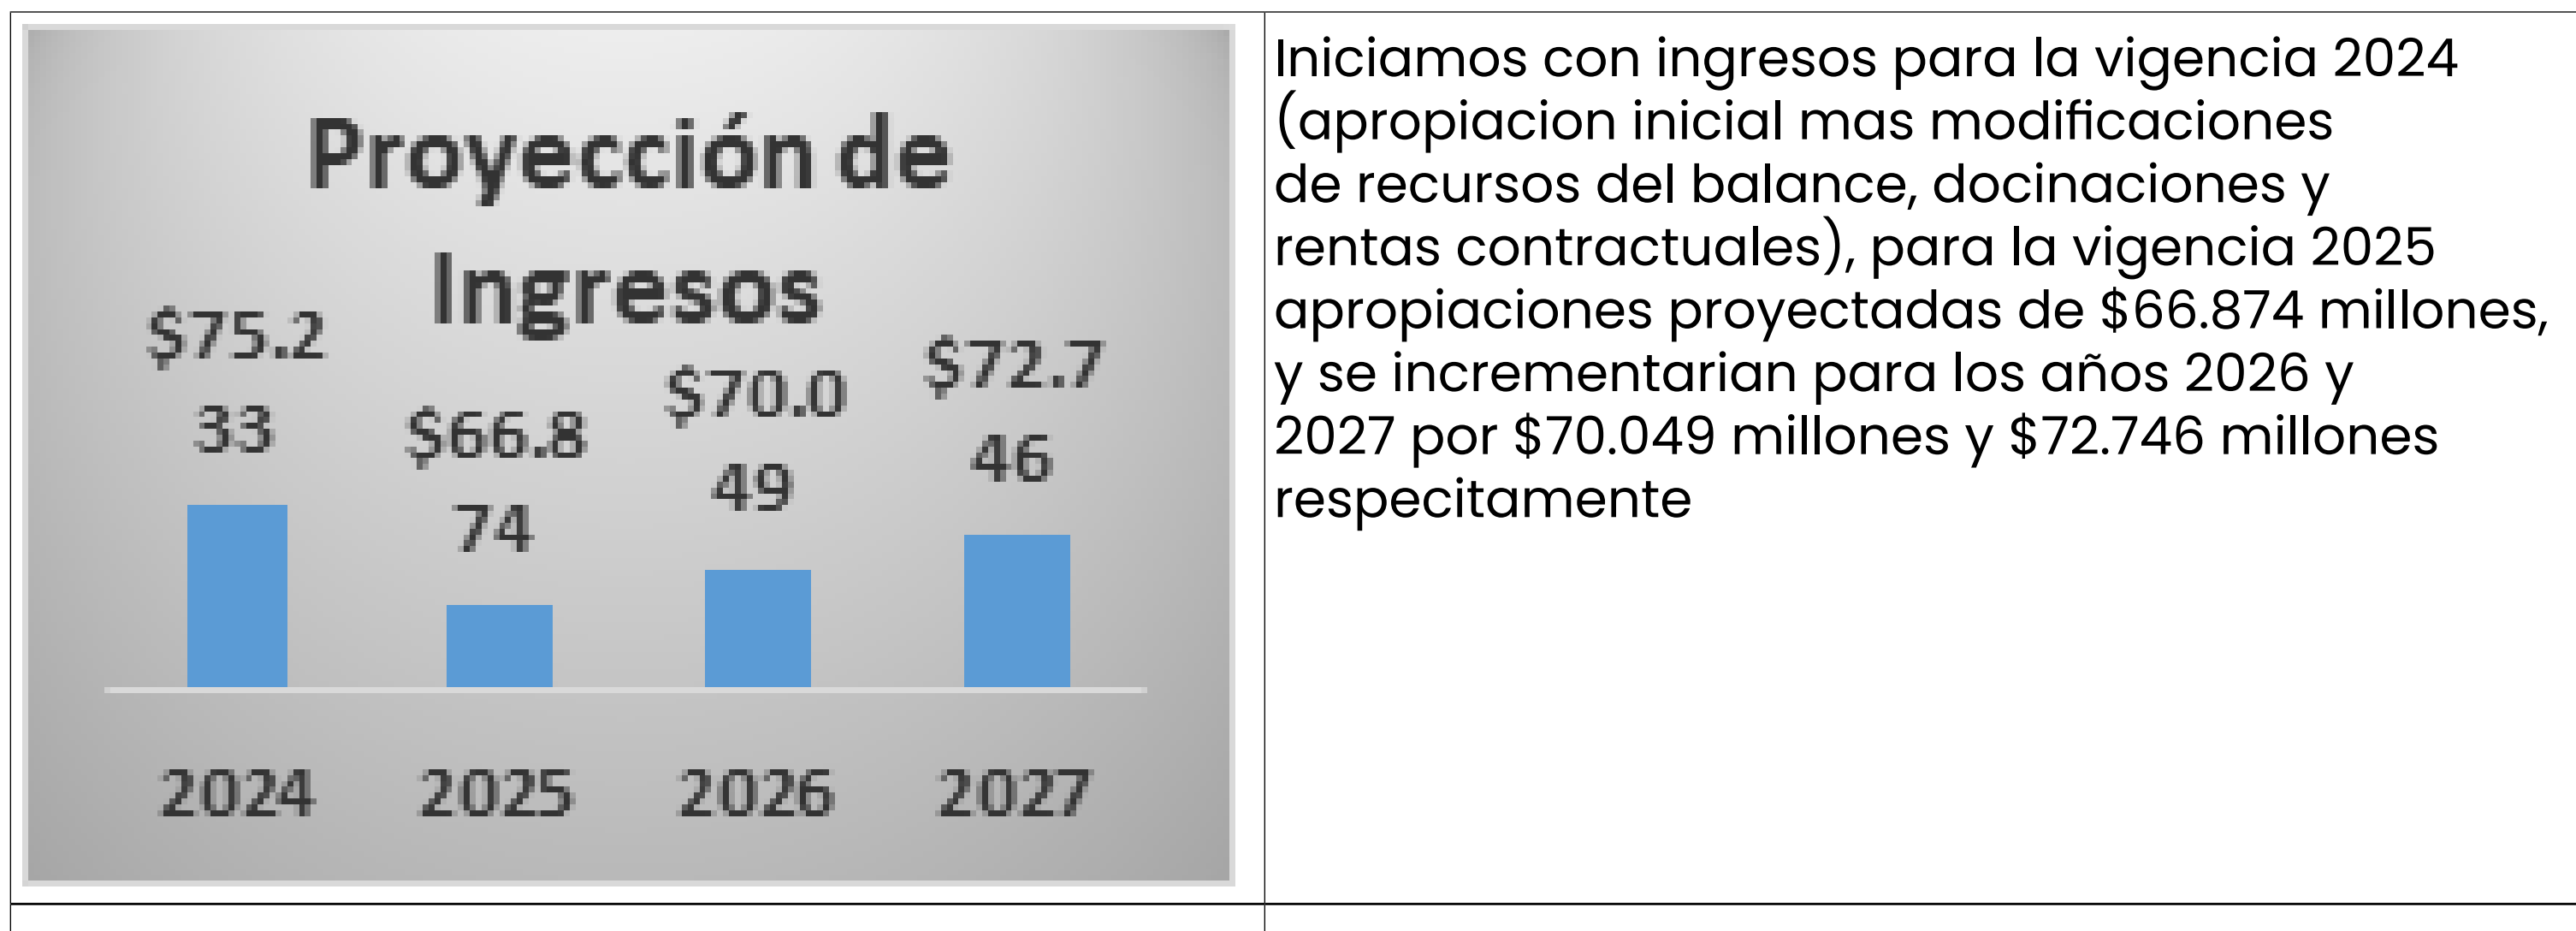 Proyección de
Ingresos
$75.2
33
$66.8
74
$70.0
49
$72.7
46
2024 2025 2026 2027
Iniciamos con ingresos para la vigencia 2024
(apropiacion inicial mas modificaciones
de recursos del balance, docinaciones y
rentas contractuales), para la vigencia 2025
apropiaciones proyectadas de $66.874 millones,
y se incrementarian para los años 2026 y
2027 por $70.049 millones y $72.746 millones
respecitamente